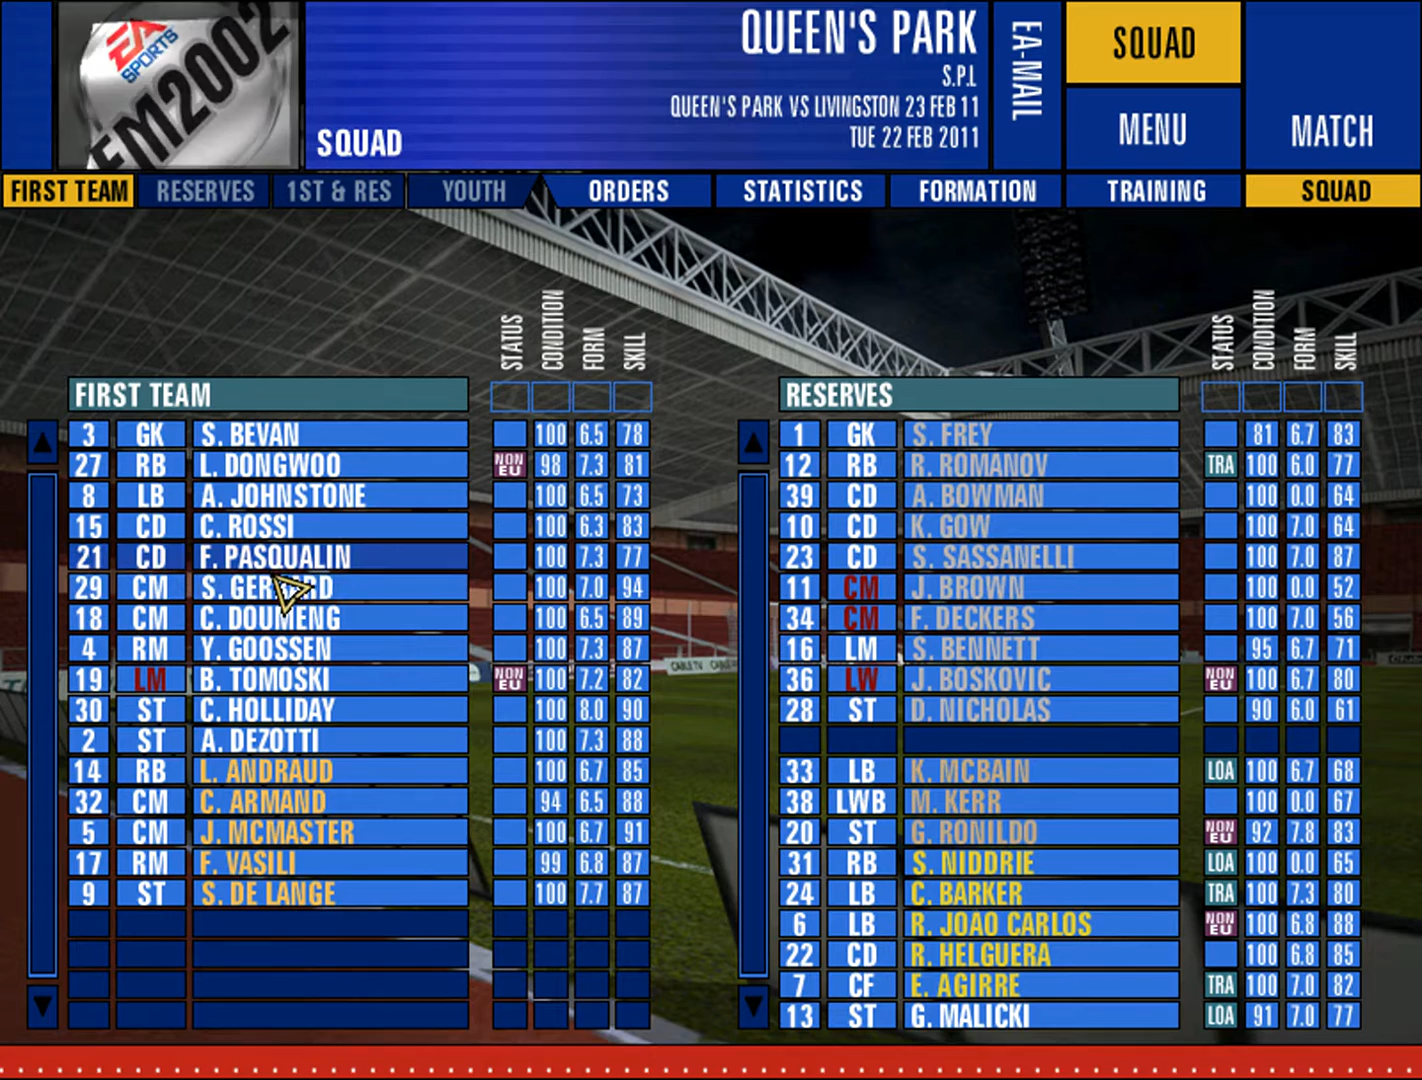 EA SPORTS
FM2002
SQUAD
QUEEN'S PARK
S.P.L
QUEEN'S PARK VS LIVINGSTON 23 FEB 11
TUE 22 FEB 2011
EA-MAIL
SQUAD
MENU
MATCH
FIRST TEAM RESERVES 1ST & RES YOUTH ORDERS STATISTICS FORMATION TRAINING SQUAD
STATUS CONDITION FORM SKILL
FIRST TEAM
3 GK S. BEVAN 100 6.5 78
27 RB L. DONGWOO NON EU 98 7.3 81
8 LB A. JOHNSTONE 100 6.5 73
15 CD C. ROSSI 100 6.3 83
21 CD F. PASQUALIN 100 7.3 77
29 CM S. 100 7.0 94
18 CM C. DOUMENG 100 6.5 89
4 RM Y. GOOSSEN 100 7.3 87
19 LM B. TOMOSKI NON EU 100 7.2 82
30 ST C. HOLLIDAY 100 8.0 90
2 ST A. DEZOTTI 100 7.3 88
14 RB L. ANDRAUD 100 6.7 85
32 CM C. ARMAND 94 6.5 88
5 CM J. MCMASTER 100 6.7 91
17 RM F. VASILI 99 6.8 87
9 ST S. DE LANGE 100 7.7 87
STATUS CONDITION FORM SKILL
RESERVES
1 GK S. FREY 81 6.7 83
12 RB R. ROMANOV TRA 100 6.0 77
39 CD A. BOWMAN 100 0.0 64
10 CD K. GOW 100 7.0 64
23 CD S. SASSANELLI 100 7.0 87
11 CM J. BROWN 100 0.0 52
34 CM F. DECKERS 100 7.0 56
16 LM S. BENNETT 95 6.7 71
36 LW J. BOSKOVIC NON EU 100 6.7 80
28 ST D. NICHOLAS 90 6.0 61
33 LB K. MCBAIN LOA 100 6.7 68
38 LWB M. KERR 100 0.0 67
20 ST G. RONILDO NON EU 92 7.8 83
31 RB S. NIDDRIE LOA 100 0.0 65
24 LB C. BARKER TRA 100 7.3 80
6 LB R. JOAO CARLOS NON EU 100 6.8 88
22 CD R. HELGUERA 100 6.8 85
7 CF E. AGIRRE TRA 100 7.0 82
13 ST G. MALICKI LOA 91 7.0 77